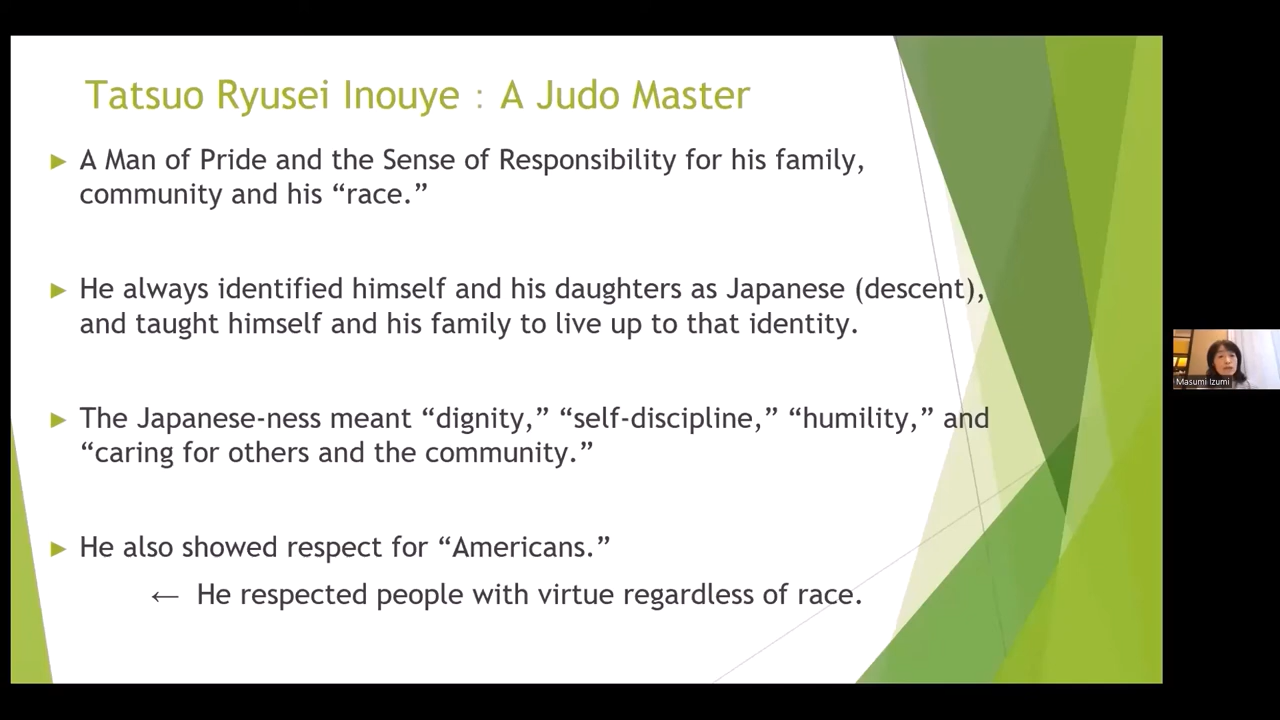 Tatsuo Ryusei Inouye : A Judo Master
► A Man of Pride and the Sense of Responsibility for his family,
community and his “race.”
► He always identified himself and his daughters as Japanese (descent),
and taught himself and his family to live up to that identity.
► The Japanese-ness meant “dignity,” “self-discipline,” “humility,” and
“caring for others and the community.”
► He also showed respect for “Americans.”
← He respected people with virtue regardless of race.
Masumi Izumi